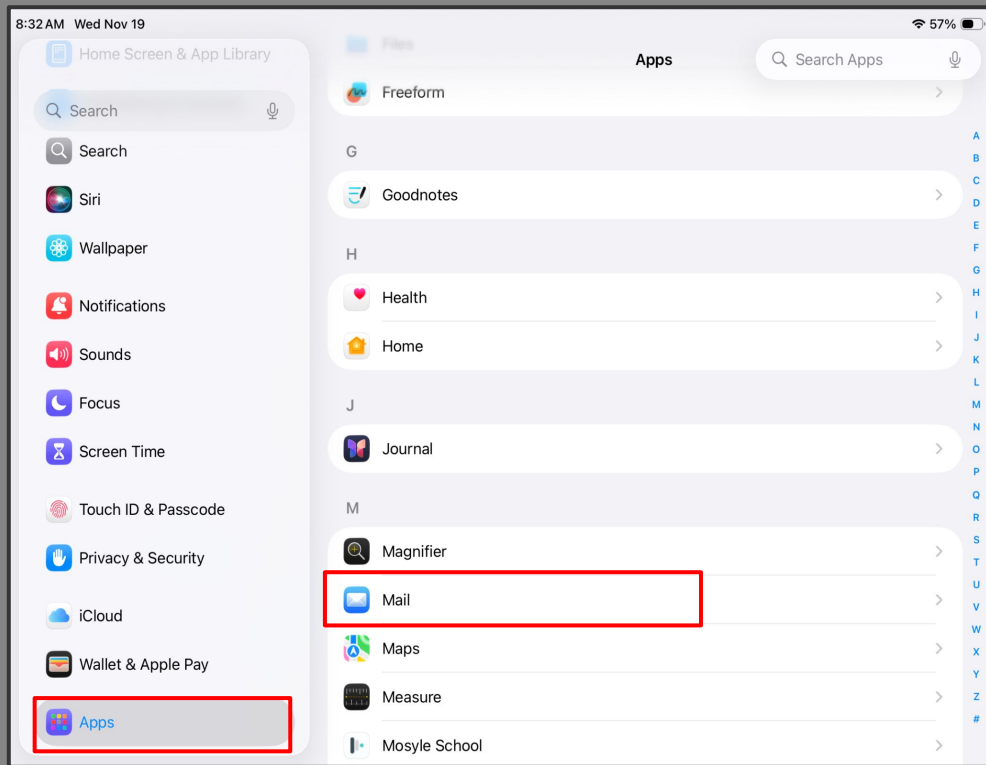 8:32 AM Wed Nov 19
57%
Home Screen & App Library
Search
Search
Siri
Wallpaper
Notifications
Sounds
Focus
Screen Time
Touch ID & Passcode
Privacy & Security
iCloud
Wallet & Apple Pay
Apps
Apps
Search Apps
Files
Freeform
G
Goodnotes
H
Health
Home
J
Journal
M
Magnifier
Mail
Maps
Measure
Mosyle School
A
B
C
D
E
F
G
H
I
J
K
L
M
N
O
P
Q
R
S
T
U
V
W
X
Y
Z
#